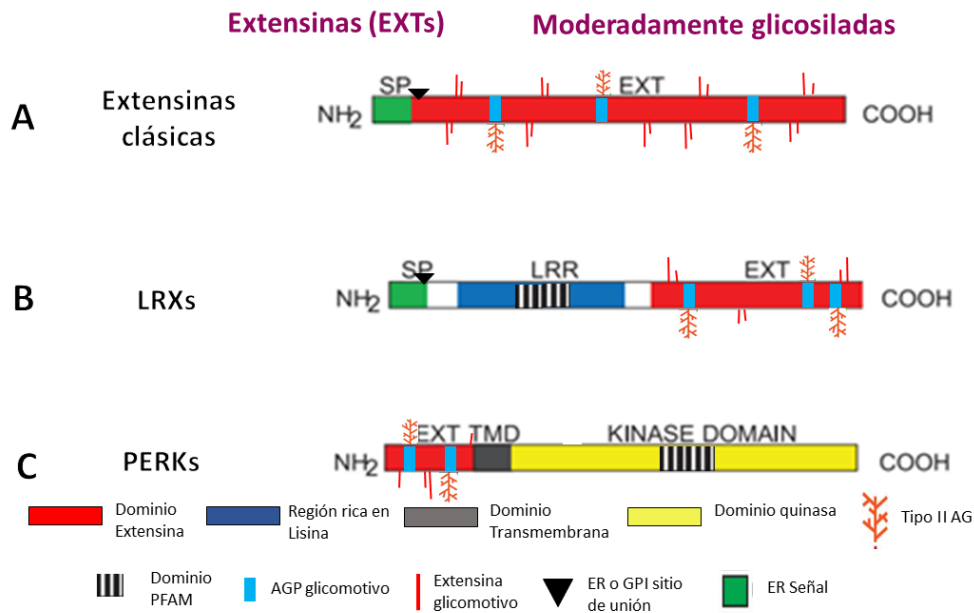 Extensinas (EXTs) Moderadamente glicosiladas
A Extensinas clásicas
NH2 SP EXT COOH
B LRXs
NH2 SP LRR EXT COOH
C PERKs
NH2 EXT TMD KINASE DOMAIN COOH
Dominio Extensina
Región rica en Lisina
Dominio Transmembrana
Dominio quinasa
Tipo II AG
Dominio PFAM
AGP glicomotivo
Extensina glicomotivo
ER o GPI sitio de unión
ER Señal